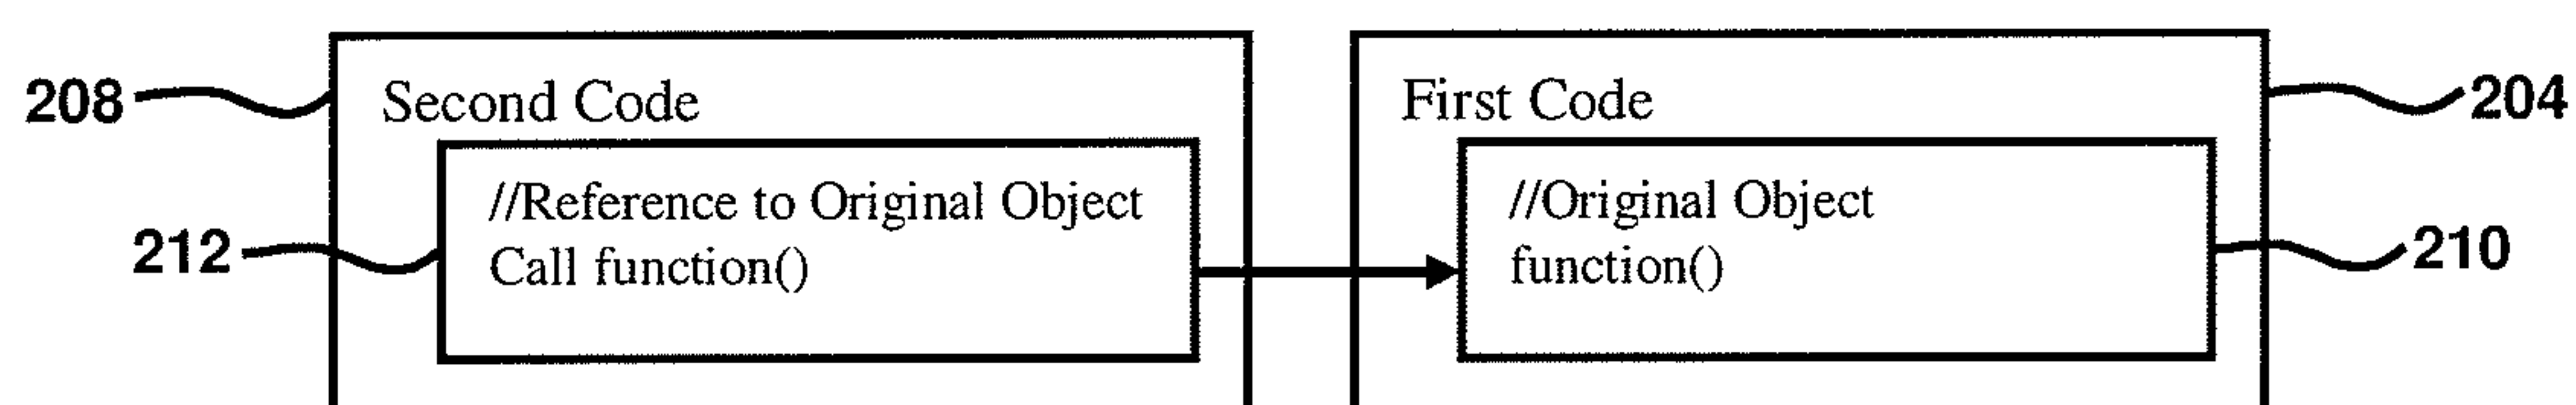 208
Second Code
//Reference to Original Object
Call function()
212
First Code
204
//Original Object
function()
210